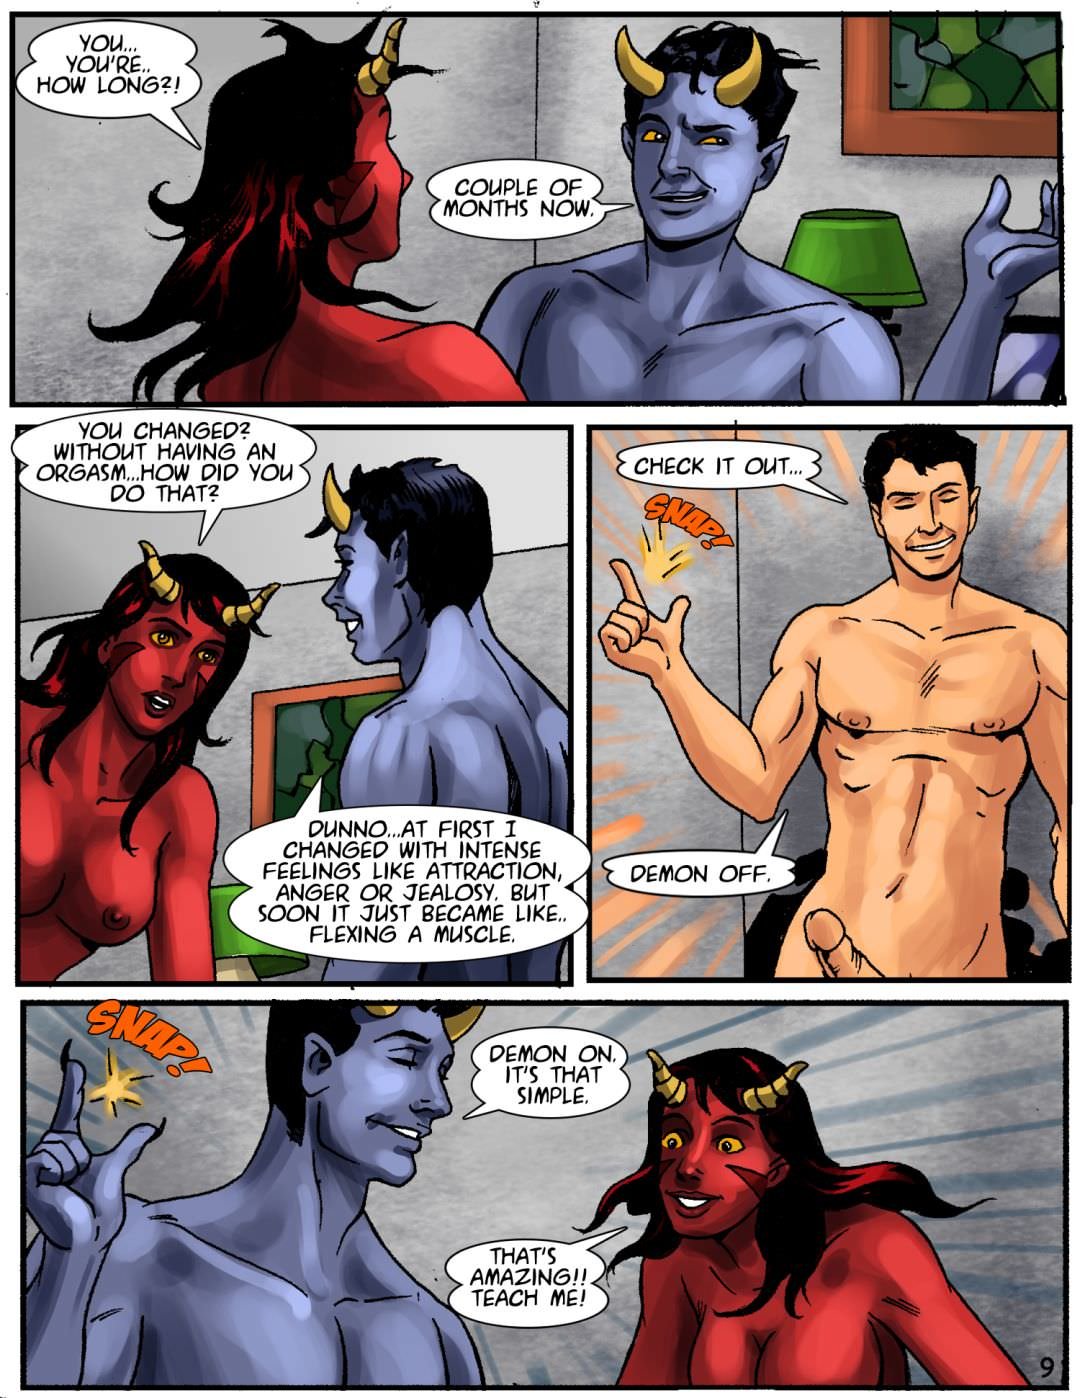 YOU...
YOU'RE..
HOW LONG?!
COUPLE OF
MONTHS NOW.
YOU CHANGED?
WITHOUT HAVING AN
ORGASM...HOW DID YOU
DO THAT?
DUNNO...AT FIRST I
CHANGED WITH INTENSE
FEELINGS LIKE ATTRACTION,
ANGER OR JEALOSY. BUT
SOON IT JUST BECAME LIKE..
FLEXING A MUSCLE.
CHECK IT OUT...
SNAP!
DEMON OFF.
SNAP!
DEMON ON.
IT'S THAT
SIMPLE.
THAT'S
AMAZING!!
TEACH ME!
9